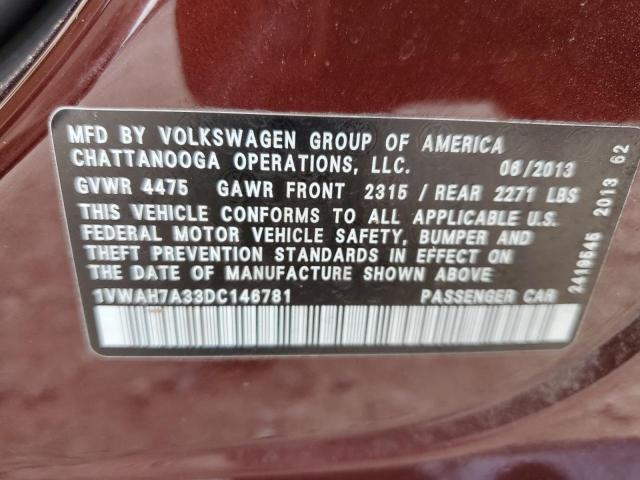 MFD BY VOLKSWAGEN GROUP OF AMERICA
CHATTANOOGA OPERATIONS, LLC. 06/2013
GVWR 4475 GAWR FRONT 2315 / REAR 2271 LBS
THIS VEHICLE CONFORMS TO ALL APPLICABLE U.S.
FEDERAL MOTOR VEHICLE SAFETY, BUMPER AND
THEFT PREVENTION STANDARDS IN EFFECT ON
THE DATE OF MANUFACTURE SHOWN ABOVE
1VWAH7A33DC146781 PASSENGER CAR
2419545 2013 62